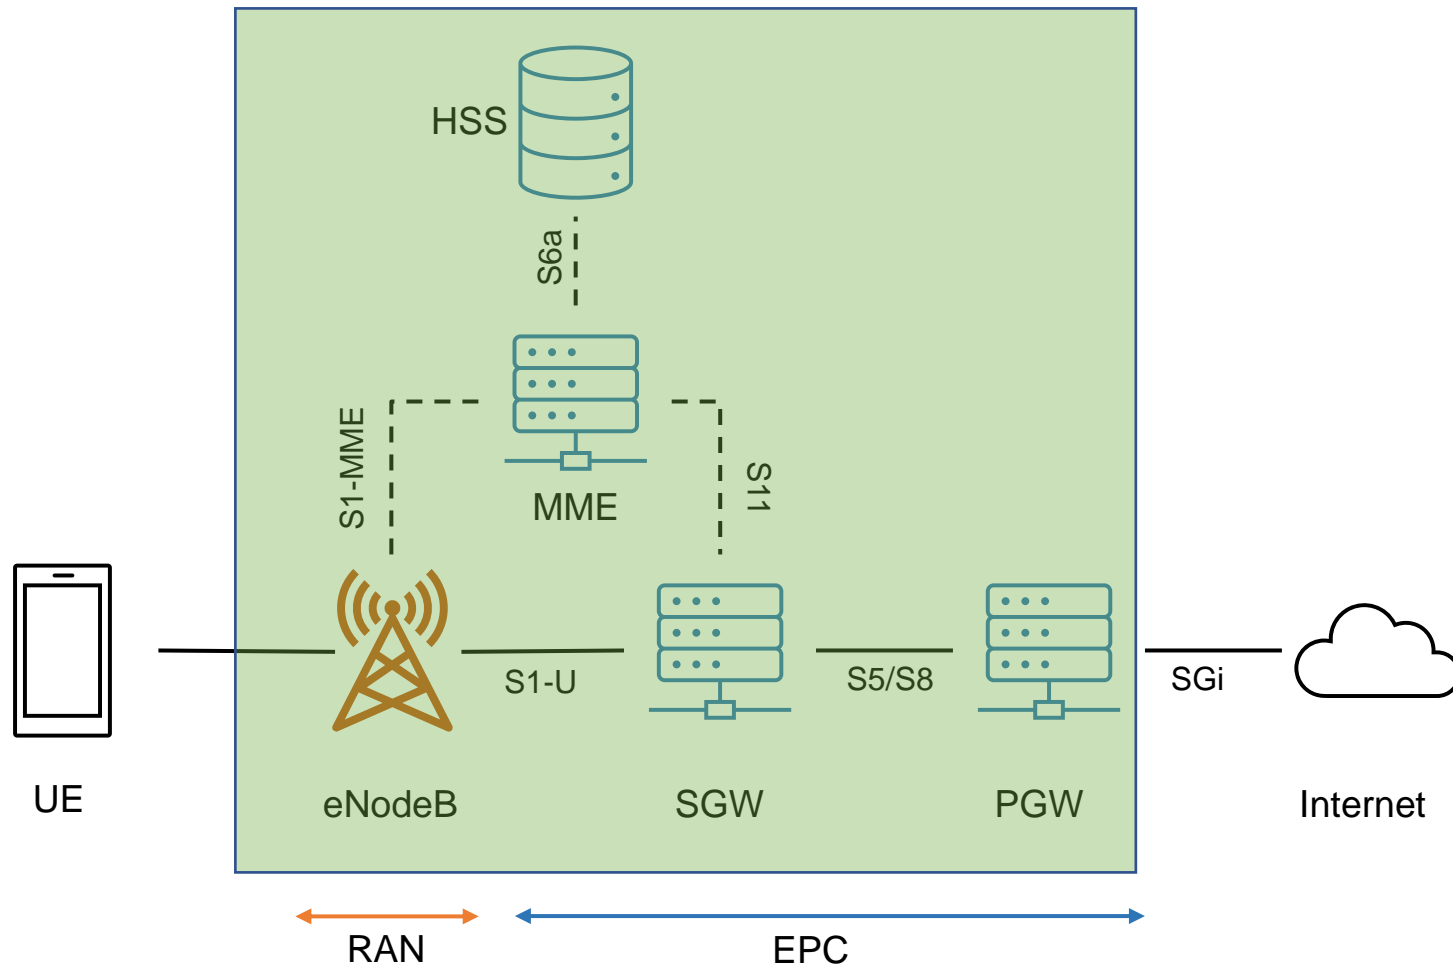 HSS
S6a
S1-MME
MME
S11
S1-U
S5/S8
SGi
UE
eNodeB
SGW
PGW
Internet
RAN
EPC